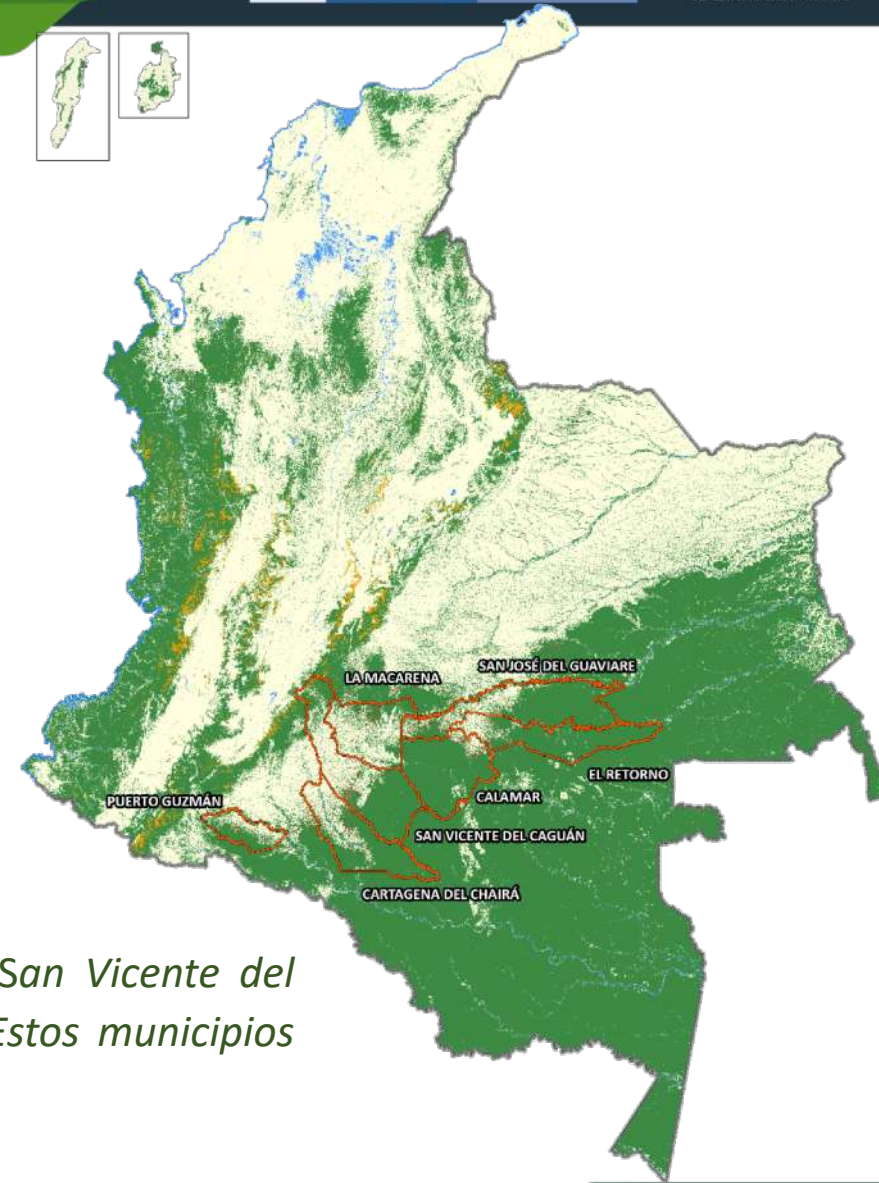 LA MACARENA
SAN JOSÉ DEL GUAVIARE
EL RETORNO
PUERTO GUZMÁN
CALAMAR
SAN VICENTE DEL CAGUÁN
CARTAGENA DEL CHAIRÁ
San Vicente del
Estos municipios